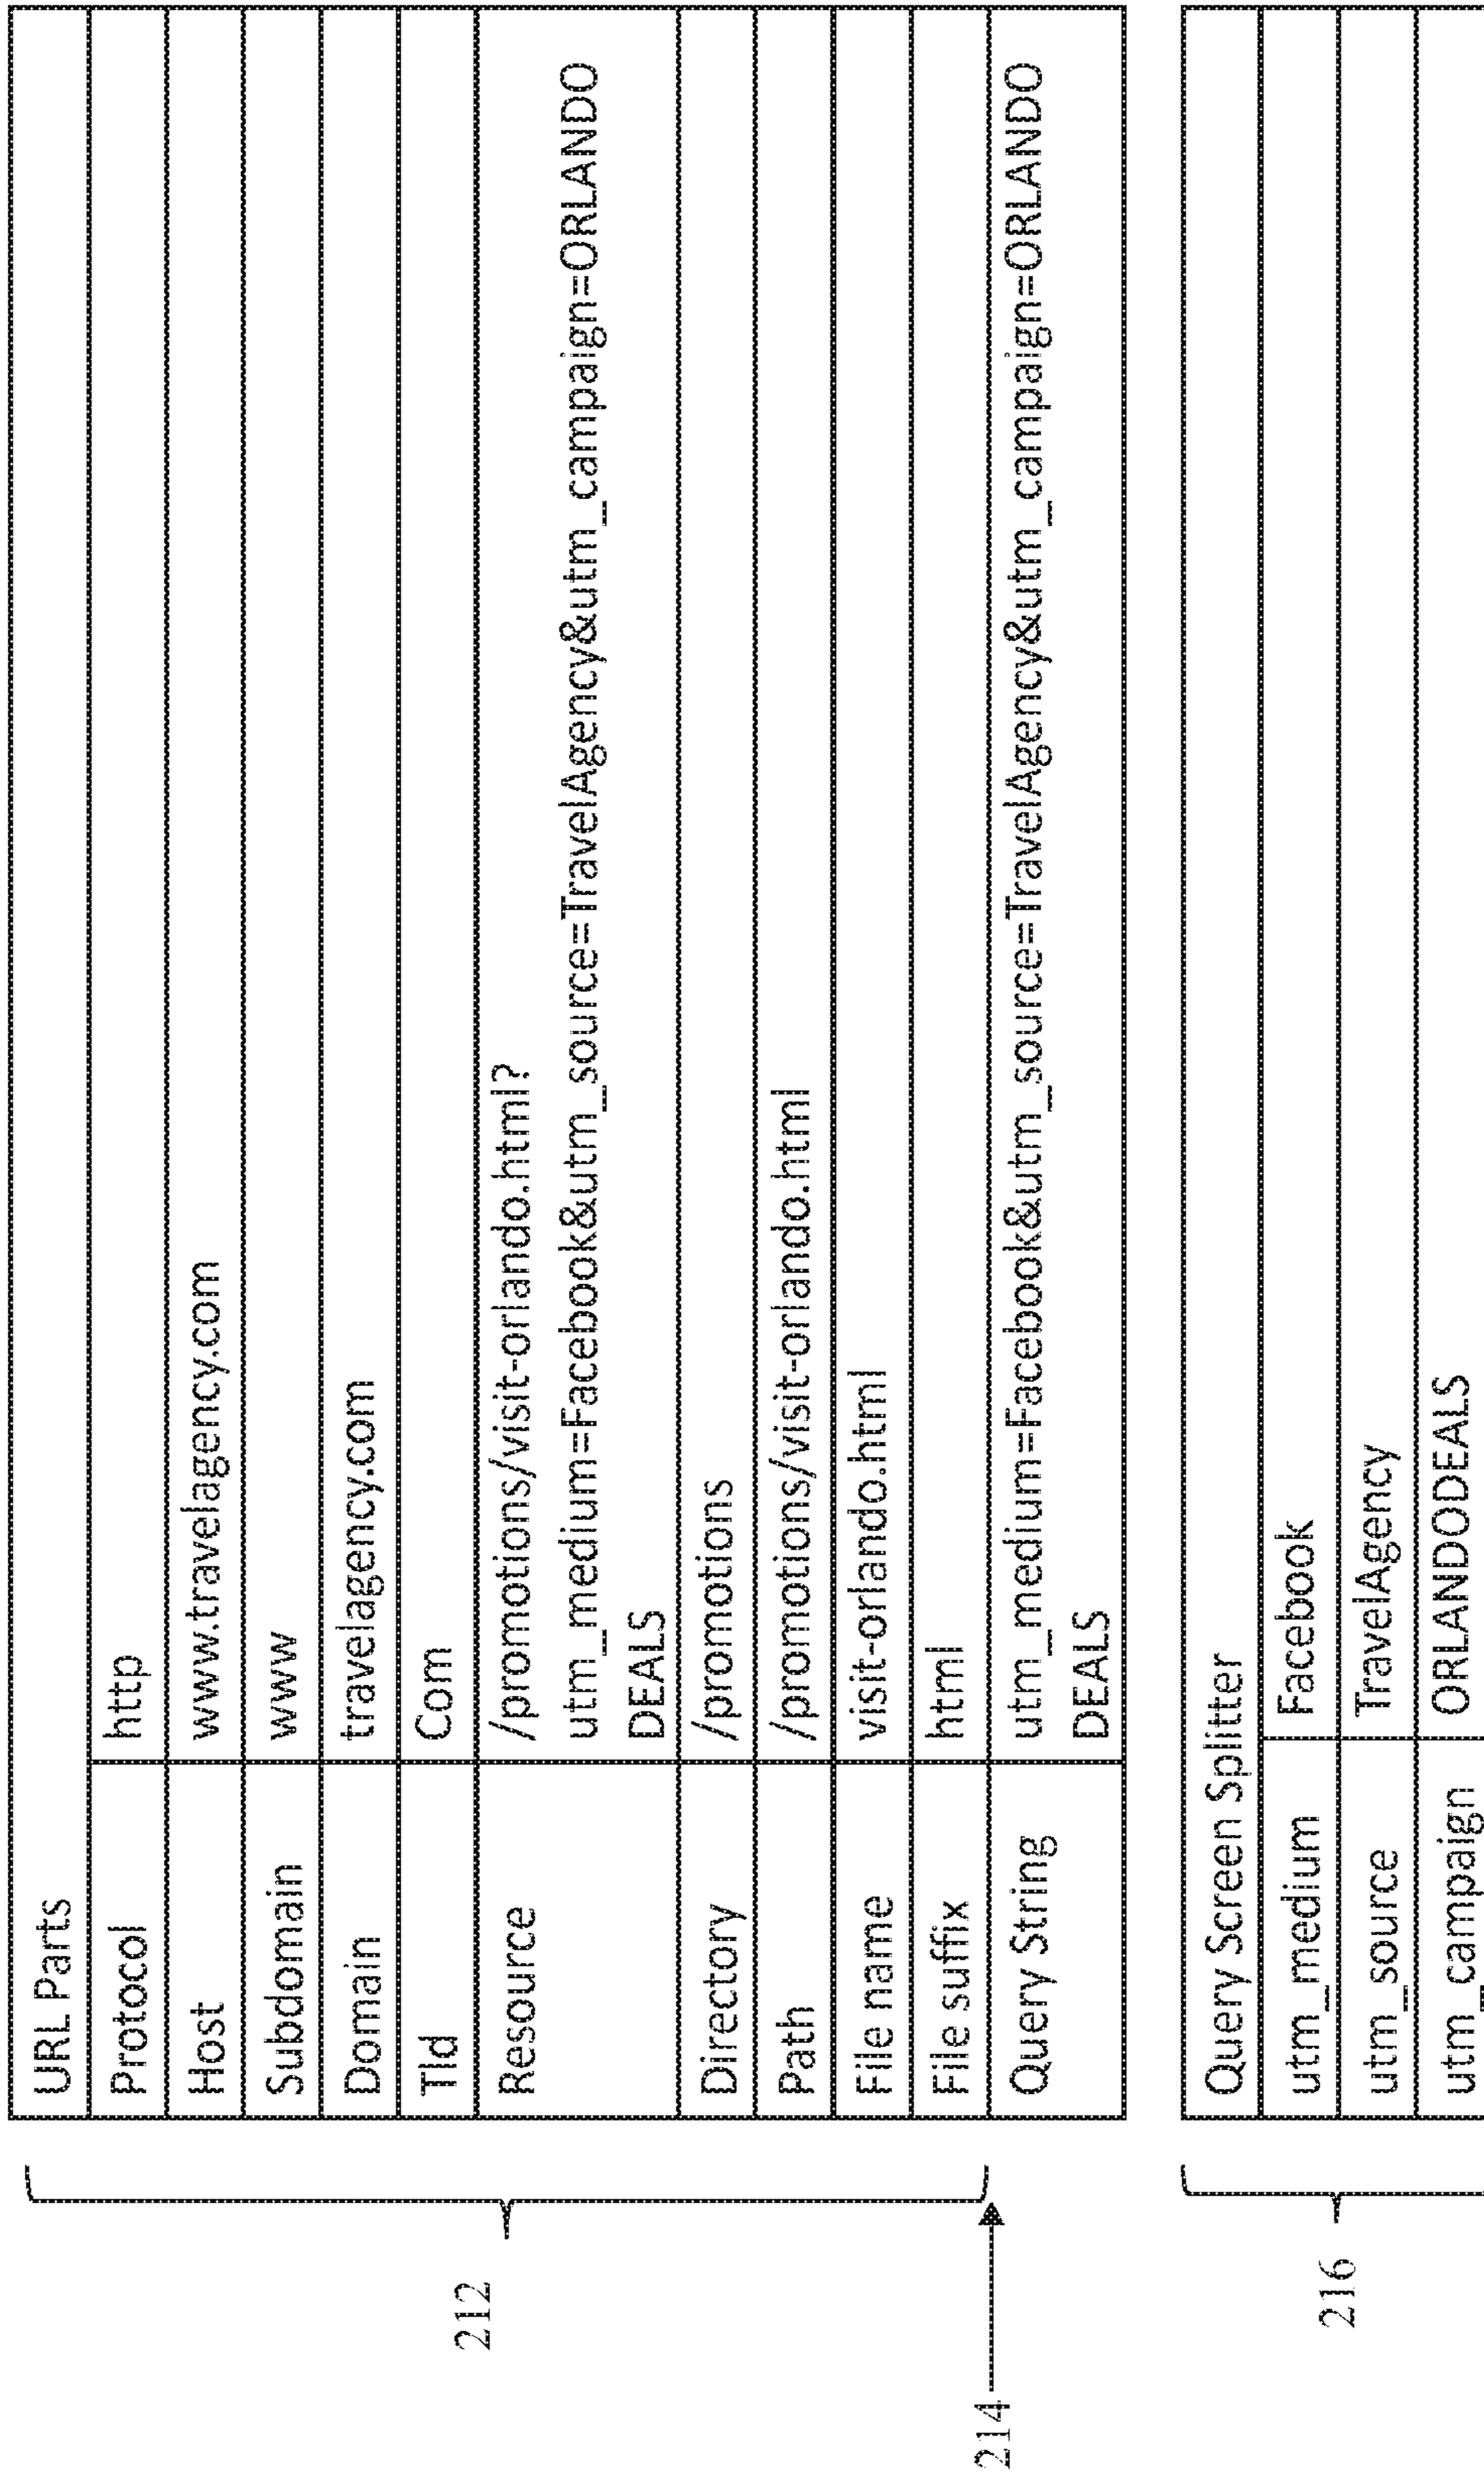 URL Parts
Protocol http
Host www.travelagency.com
Subdomain www
Domain travelagency.com
Tld Com
Resource /promotions/visit-orlando.html?
utm_medium=Facebook&utm_source=TravelAgency&utm_campaign=ORLANDO
DEALS
Directory /promotions
Path /promotions/visit-orlando.html
File name visit-orlando.html
File suffix html
Query String utm_medium=Facebook&utm_source=TravelAgency&utm_campaign=ORLANDO
DEALS
212
214
Query Screen Splitter
utm_medium Facebook
utm_source TravelAgency
utm_campaign ORLANDODEALS
216